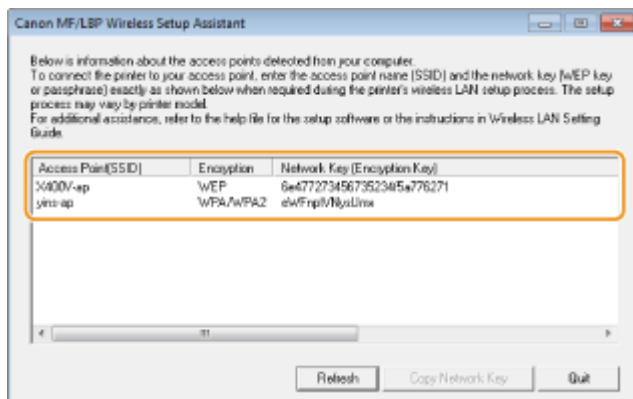 Canon MF/LBP Wireless Setup Assistant
Below is information about the access points detected from your computer.
To connect the printer to your access point, enter the access point name (SSID) and the network key (WEP key
or passphrase) exactly as shown below when required during the printer's wireless LAN setup process. The setup
process may vary by printer model.
For additional assistance, refer to the help file for the setup software or the instructions in Wireless LAN Setting
Guide.
Access Point(SSID) Encryption Network Key (Encryption Key)
X400V-ap WEP
yins-ap WPA/WPA2
Refresh Copy Network Key Quit